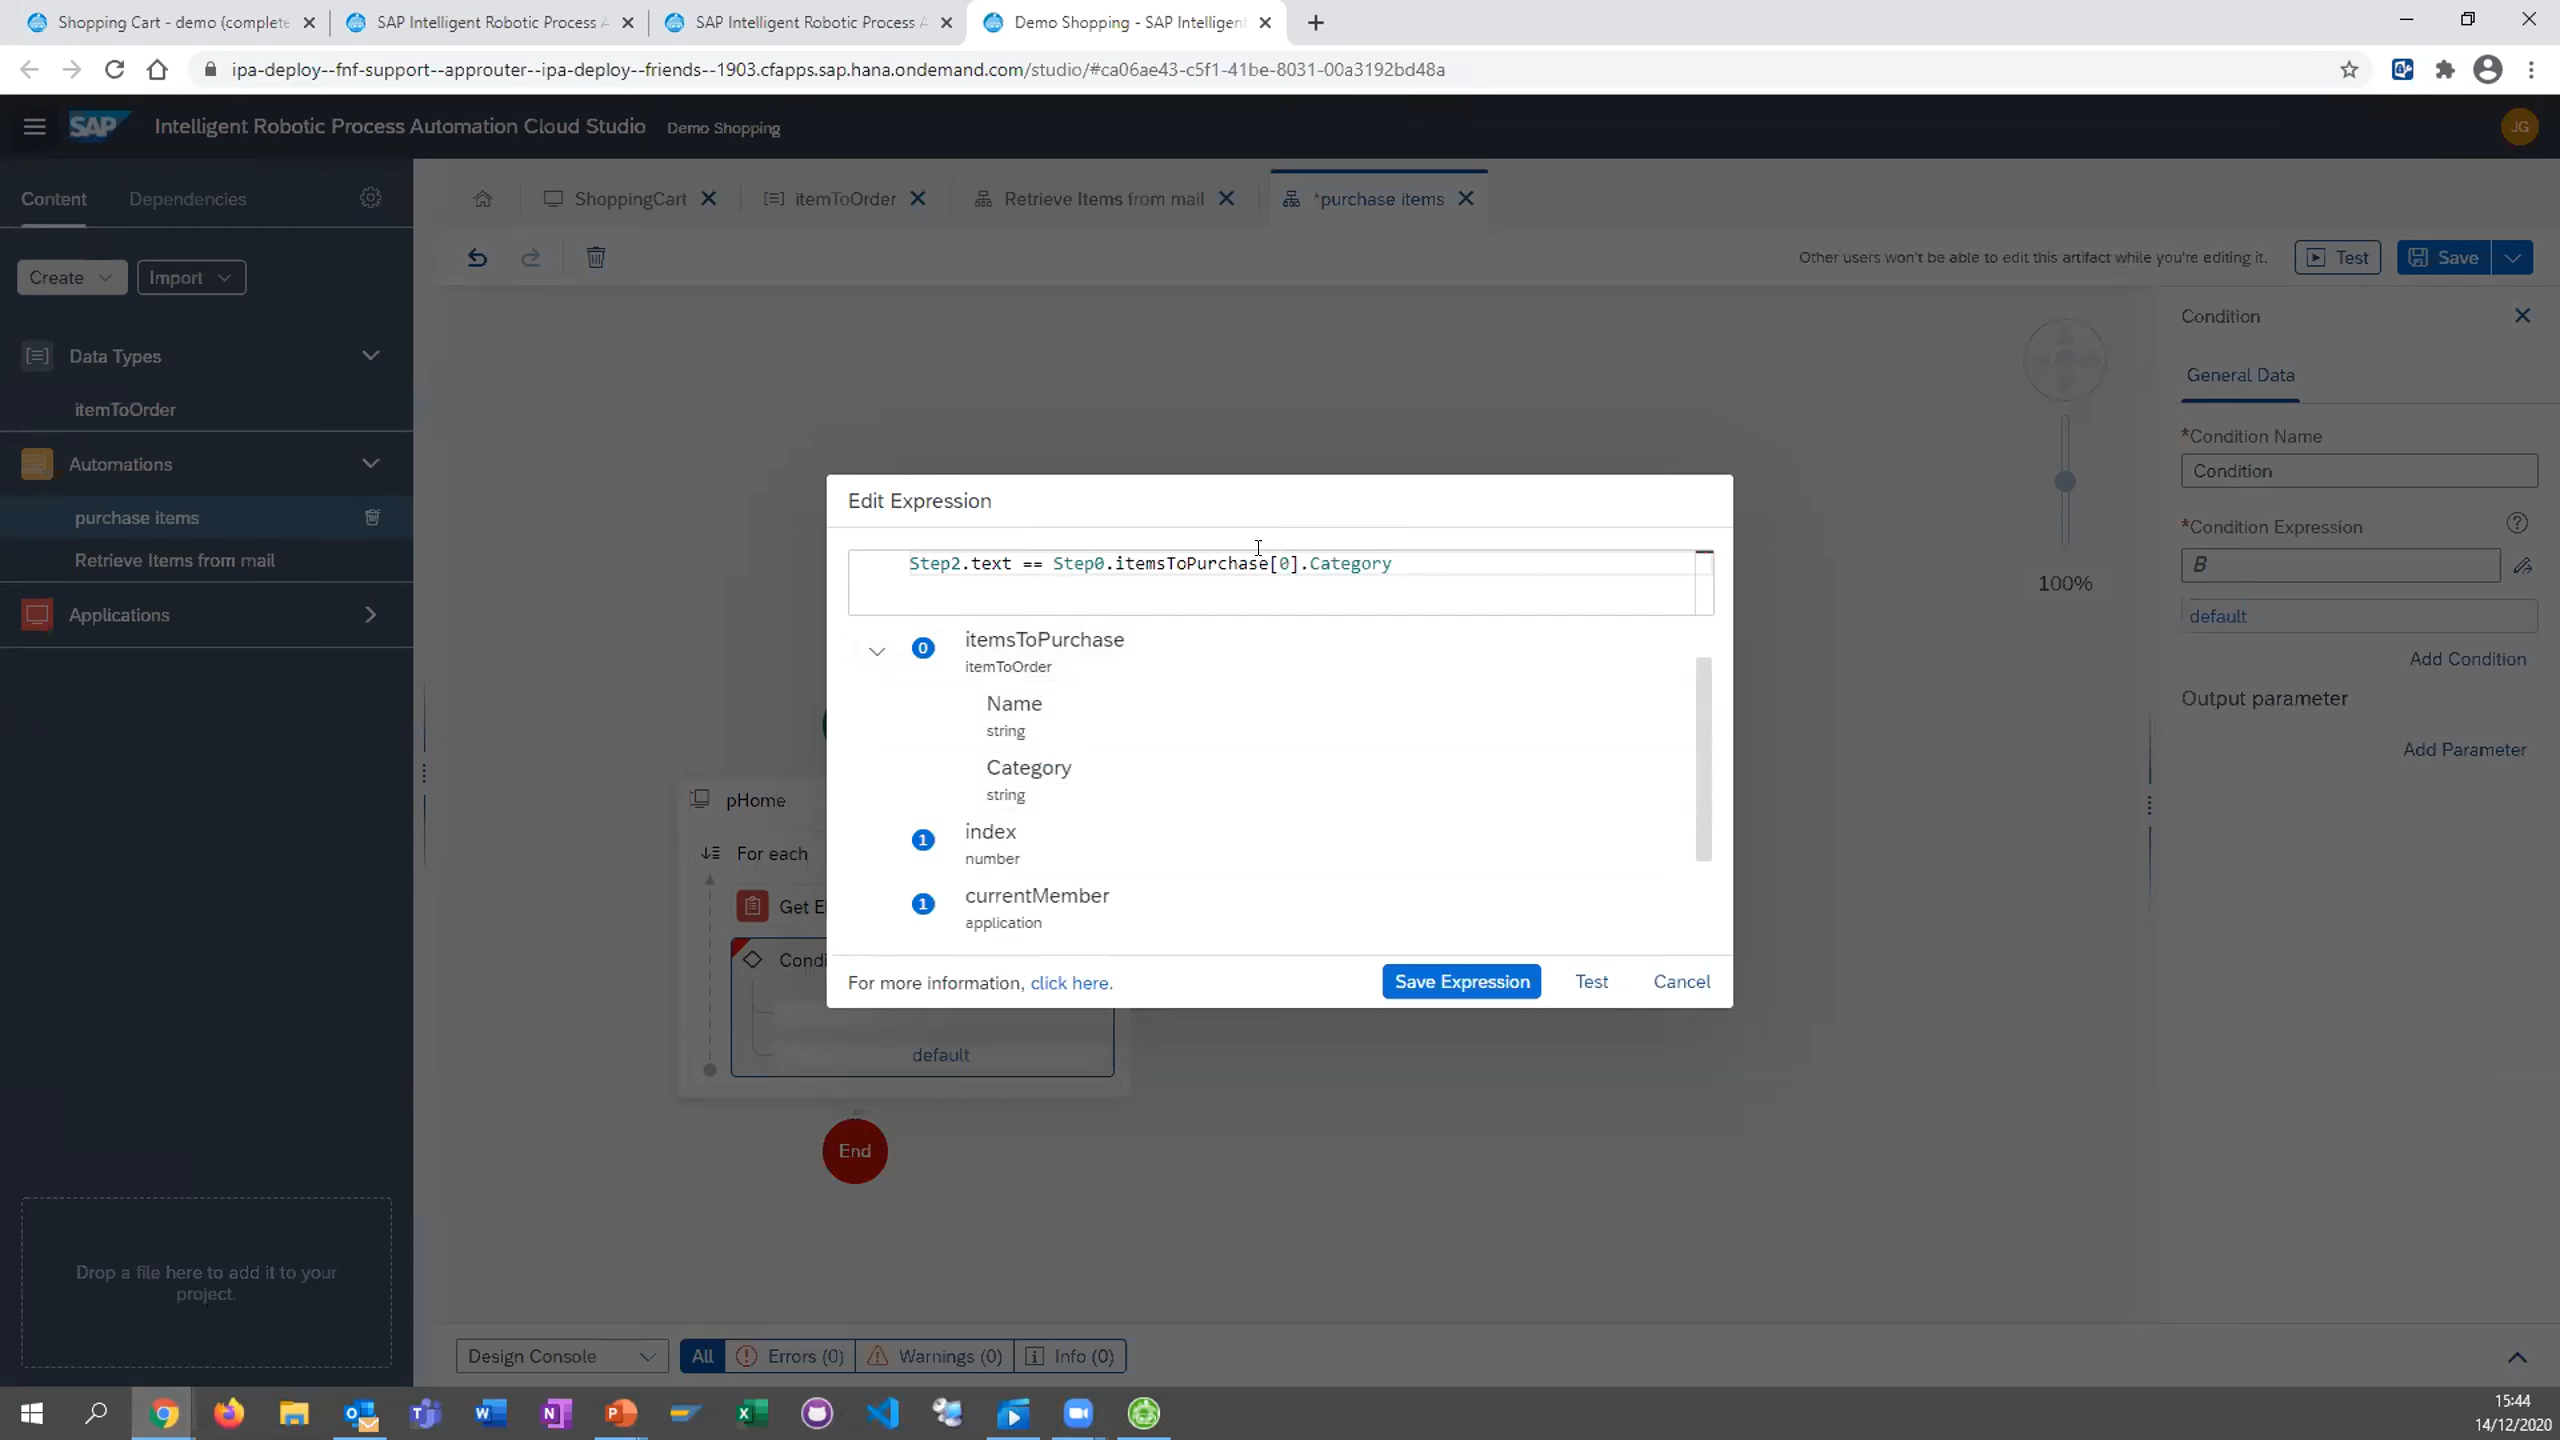 Shopping Cart - demo (complete
SAP Intelligent Robotic Process A
SAP Intelligent Robotic Process A
Demo Shopping - SAP Intelligent
ipa-deploy--fnf-support--approuter--ipa-deploy--friends--1903.cfapps.sap.hana.ondemand.com/studio/#ca06ae43-c5f1-41be-8031-00a3192bd48a
SAP Intelligent Robotic Process Automation Cloud Studio Demo Shopping
JG
Content Dependencies
ShoppingCart
itemToOrder
Retrieve Items from mail
*purchase items
Create Import
Other users won't be able to edit this artifact while you're editing it.
Test
Save
Data Types
itemToOrder
Automations
purchase items
Retrieve Items from mail
Applications
Drop a file here to add it to your
project.
Condition
General Data
*Condition Name
Condition
*Condition Expression
B
default
Add Condition
Output parameter
Add Parameter
100%
pHome
For each
Get El
Condi
default
End
Edit Expression
Step2.text == Step0.itemsToPurchase[0].Category
0 itemsToPurchase
itemToOrder
Name
string
Category
string
1 index
number
1 currentMember
application
For more information, click here.
Save Expression Test Cancel
Design Console All Errors (0) Warnings (0) Info (0)
15:44
14/12/2020